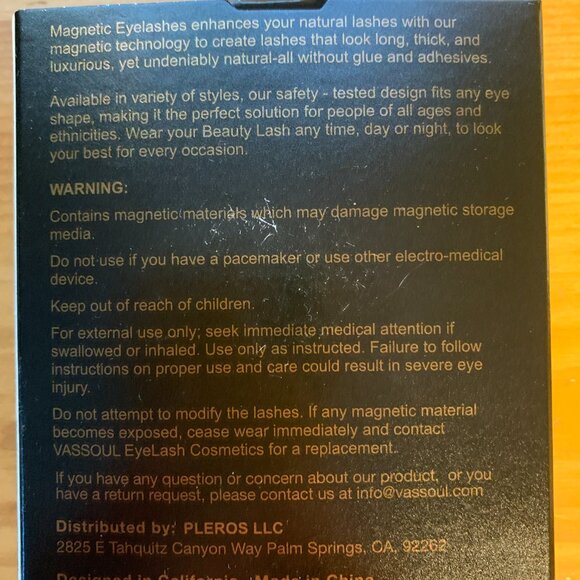 Magnetic Eyelashes enhances your natural lashes with our
magnetic technology to create lashes that look long, thick, and
luxurious, yet undeniably natural-all without glue and adhesives.
Available in variety of styles, our safety - tested design fits any eye
shape, making it the perfect solution for people of all ages and
ethnicities. Wear your Beauty Lash any time, day or night, to look
your best for every occasion.
WARNING:
Contains magnetic materials which may damage magnetic storage
media.
Do not use if you have a pacemaker or use other electro-medical
device.
Keep out of reach of children.
For external use only; seek immediate medical attention if
swallowed or inhaled. Use only as instructed. Failure to follow
instructions on proper use and care could result in severe eye
injury.
Do not attempt to modify the lashes. If any magnetic material
becomes exposed, cease wear immediately and contact
VASSOUL EyeLash Cosmetics for a replacement.
If you have any question or concern about our product, or you
have a return request, please contact us at info@vassoul.com
Distributed by: PLEROS LLC
2825 E Tahquitz Canyon Way Palm Springs, CA, 92262
Designed in California Made in China